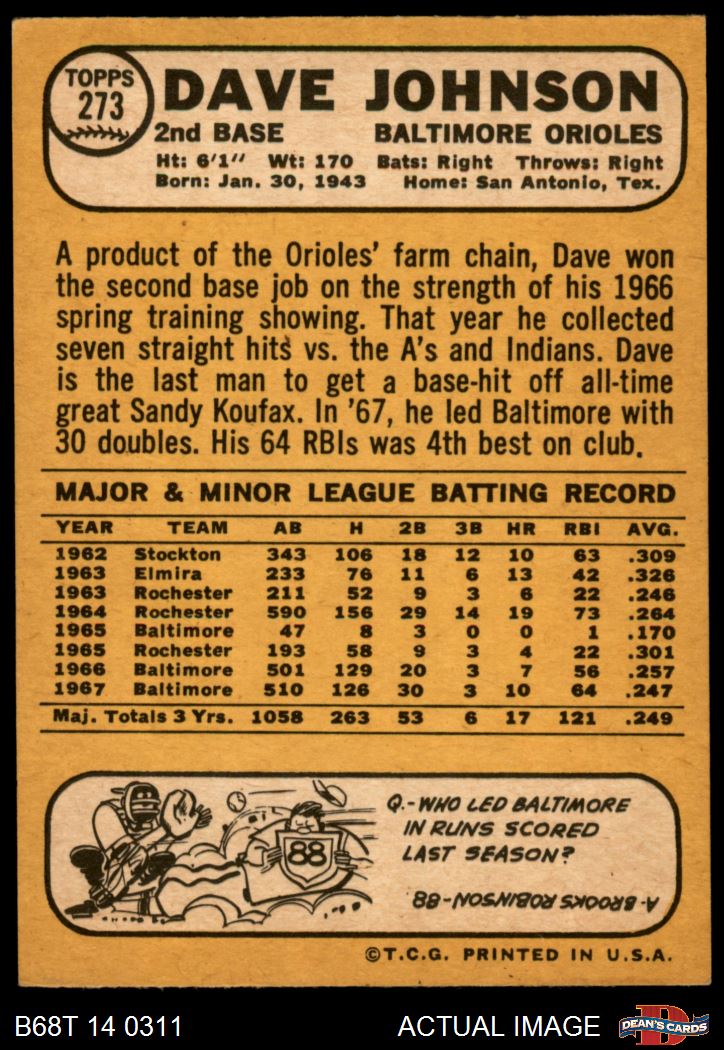 TOPPS
273
DAVE JOHNSON
2nd BASE BALTIMORE ORIOLES
Ht: 6'1" Wt: 170 Bats: Right Throws: Right
Born: Jan. 30, 1943 Home: San Antonio, Tex.
A product of the Orioles' farm chain, Dave won
the second base job on the strength of his 1966
spring training showing. That year he collected
seven straight hits vs. the A's and Indians. Dave
is the last man to get a base-hit off all-time
great Sandy Koufax. In '67, he led Baltimore with
30 doubles. His 64 RBIs was 4th best on club.
MAJOR & MINOR LEAGUE BATTING RECORD
YEAR TEAM AB H 2B 3B HR RBI AVG.
1962 Stockton 343 106 18 12 10 63 .309
1963 Elmira 233 76 11 6 13 42 .326
1963 Rochester 211 52 9 3 6 22 .246
1964 Rochester 590 156 29 14 19 73 .264
1965 Baltimore 47 8 3 0 0 1 .170
1965 Rochester 193 58 9 3 4 22 .301
1966 Baltimore 501 129 20 3 7 56 .257
1967 Baltimore 510 126 30 3 10 64 .247
Maj. Totals 3 Yrs. 1058 263 53 6 17 121 .249
88
Q.-WHO LED BALTIMORE
IN RUNS SCORED
LAST SEASON?
A-BROOKS ROBINSON-88
©T.C.G. PRINTED IN U.S.A.
B68T 14 0311 ACTUAL IMAGE
D
DEAN'S CARDS